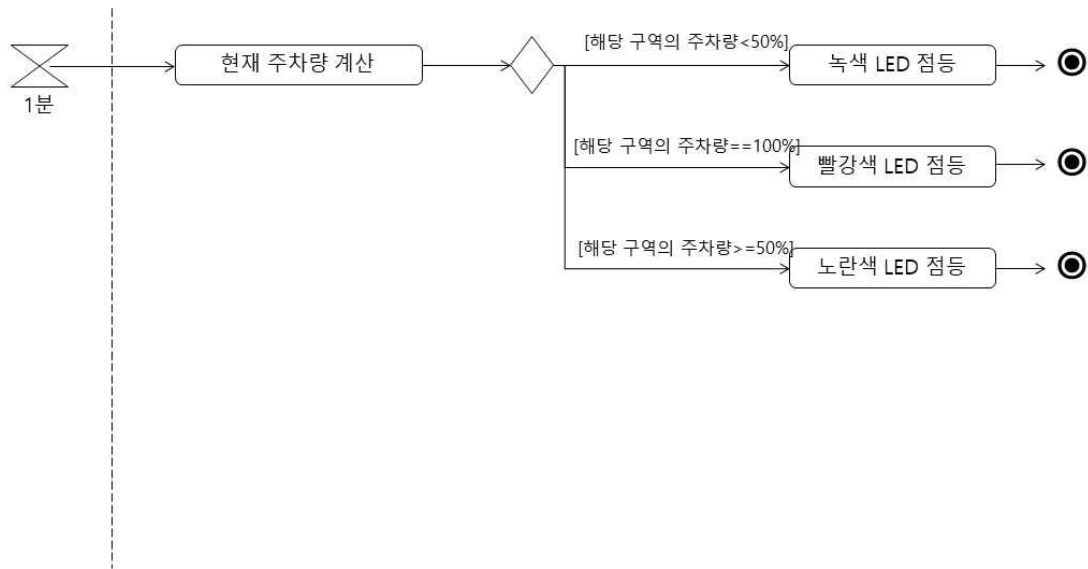 [해당 구역의 주차량<50%]
현재 주차량 계산
녹색 LED 점등
1분
[해당 구역의 주차량==100%]
빨강색 LED 점등
[해당 구역의 주차량>=50%]
노란색 LED 점등